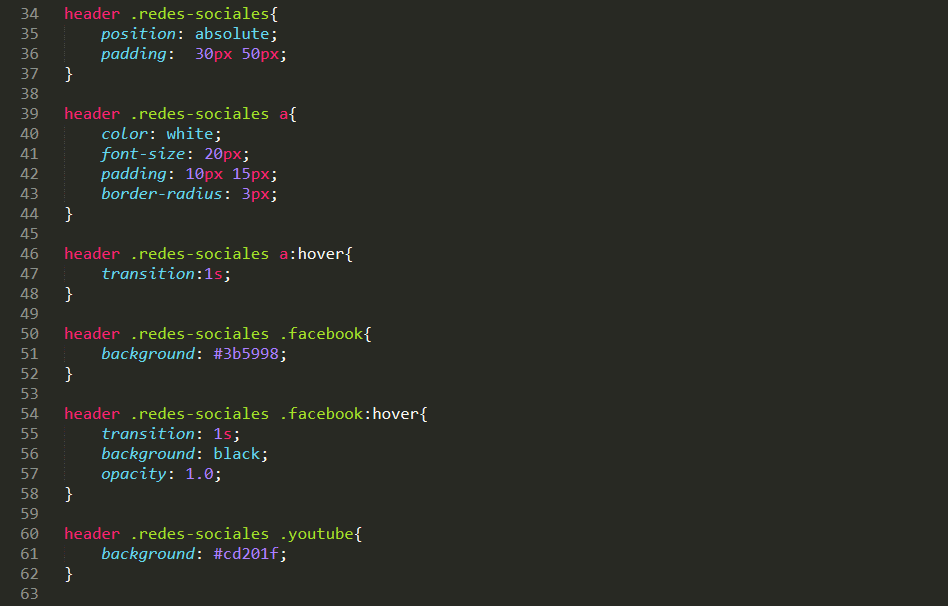 34 header .redes-sociales{
35     position: absolute;
36     padding:  30px 50px;
37 }
38
39 header .redes-sociales a{
40     color: white;
41     font-size: 20px;
42     padding: 10px 15px;
43     border-radius: 3px;
44 }
45
46 header .redes-sociales a:hover{
47     transition:1s;
48 }
49
50 header .redes-sociales .facebook{
51     background: #3b5998;
52 }
53
54 header .redes-sociales .facebook:hover{
55     transition: 1s;
56     background: black;
57     opacity: 1.0;
58 }
59
60 header .redes-sociales .youtube{
61     background: #cd201f;
62 }
63